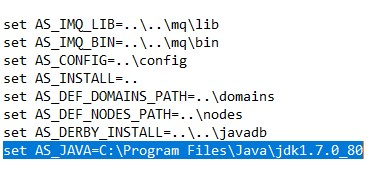 set AS_IMQ_LIB=..\..\mq\lib
set AS_IMQ_BIN=..\..\mq\bin
set AS_CONFIG=..\config
set AS_INSTALL=..
set AS_DEF_DOMAINS_PATH=..\domains
set AS_DEF_NODES_PATH=..\nodes
set AS_DERBY_INSTALL=..\..\javadb
set AS_JAVA=C:\Program Files\Java\jdk1.7.0_80